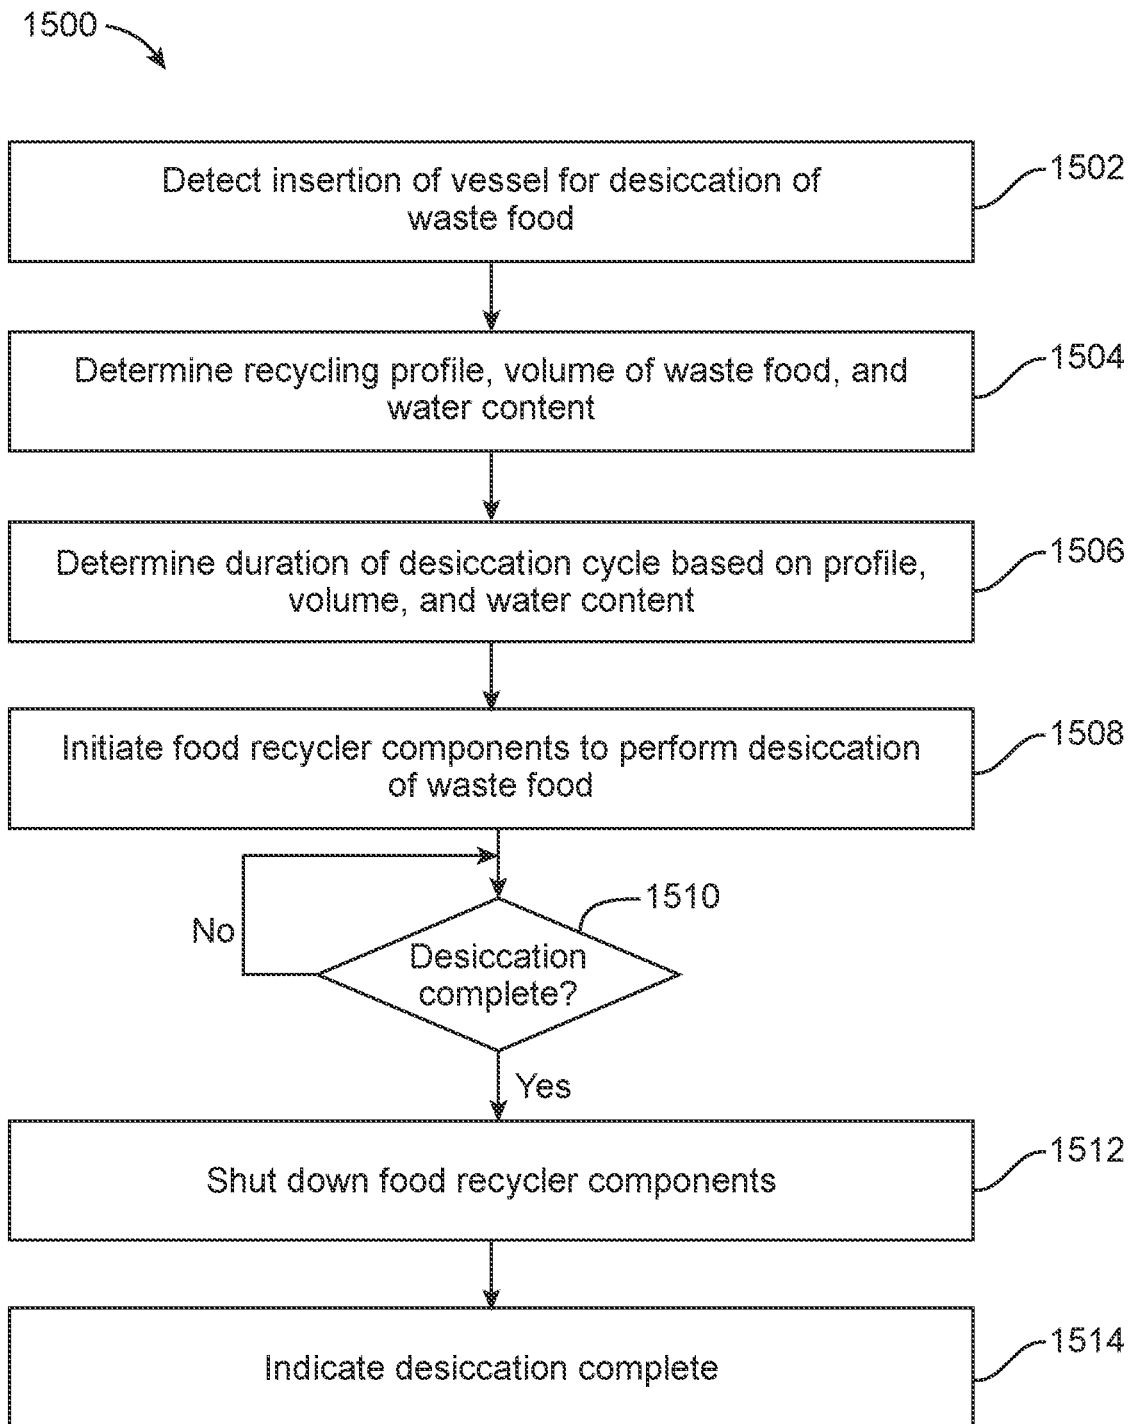 1500
Detect insertion of vessel for desiccation of
waste food
1502
Determine recycling profile, volume of waste food, and
water content
1504
Determine duration of desiccation cycle based on profile,
volume, and water content
1506
Initiate food recycler components to perform desiccation
of waste food
1508
1510
No
Desiccation
complete?
Yes
Shut down food recycler components
1512
Indicate desiccation complete
1514